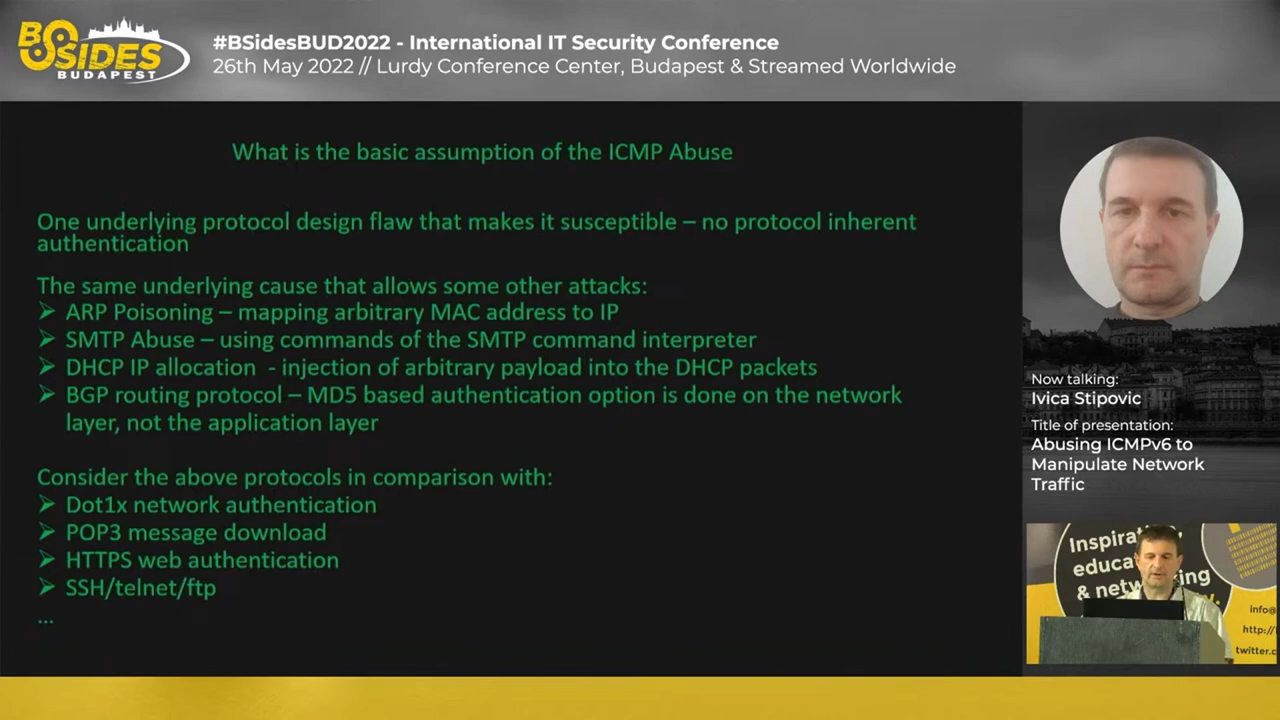 BSIDES
BUDAPEST
#BSidesBUD2022 - International IT Security Conference
26th May 2022 // Lurdy Conference Center, Budapest & Streamed Worldwide
What is the basic assumption of the ICMP Abuse
One underlying protocol design flaw that makes it susceptible – no protocol inherent
authentication
The same underlying cause that allows some other attacks:
➢ ARP Poisoning – mapping arbitrary MAC address to IP
➢ SMTP Abuse – using commands of the SMTP command interpreter
➢ DHCP IP allocation - injection of arbitrary payload into the DHCP packets
➢ BGP routing protocol – MD5 based authentication option is done on the network
layer, not the application layer
Consider the above protocols in comparison with:
➢ Dot1x network authentication
➢ POP3 message download
➢ HTTPS web authentication
➢ SSH/telnet/ftp
...
Now talking:
Ivica Stipovic
Title of presentation:
Abusing ICMPv6 to
Manipulate Network
Traffic
& 
info@
http://
twitter.c